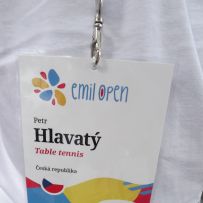 emil open
Petr
Hlavatý
Table tennis
Česká republika